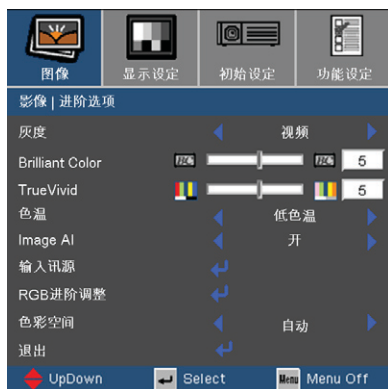 图像 显示设定 初始设定 功能设定
影像 | 进阶选项
灰度 视频
Brilliant Color 5
TrueVivid 5
色温 低色温
Image AI 开
输入讯源
RGB进阶调整
色彩空间 自动
退出
UpDown Select Menu Menu Off